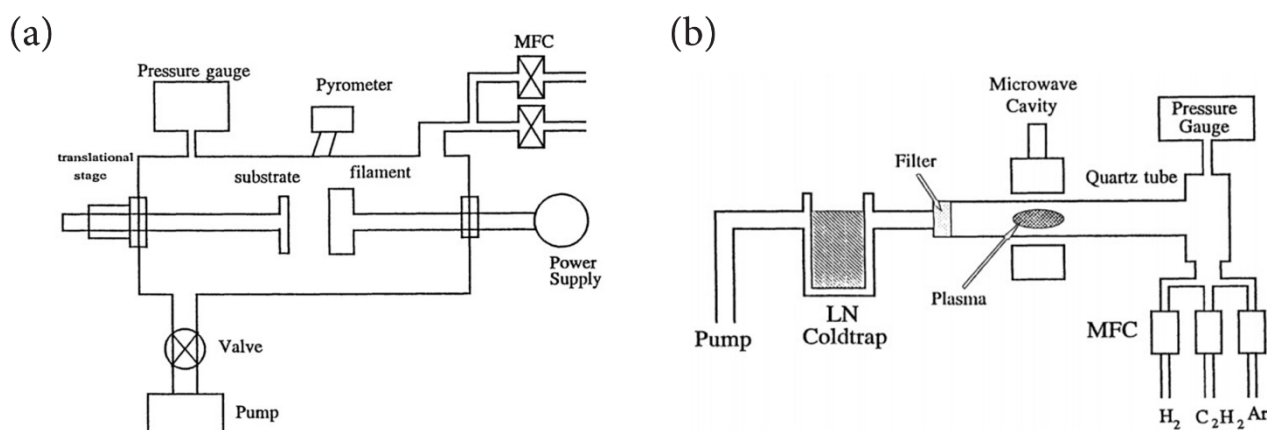 (a)
MFC
Pressure gauge
Pyrometer
translational
stage
substrate
filament
Power
Supply
Valve
Pump
(b)
Microwave
Cavity
Pressure
Gauge
Filter
Quartz tube
Plasma
LN
Coldtrap
Pump
MFC
H₂ C₂H₂ Ar